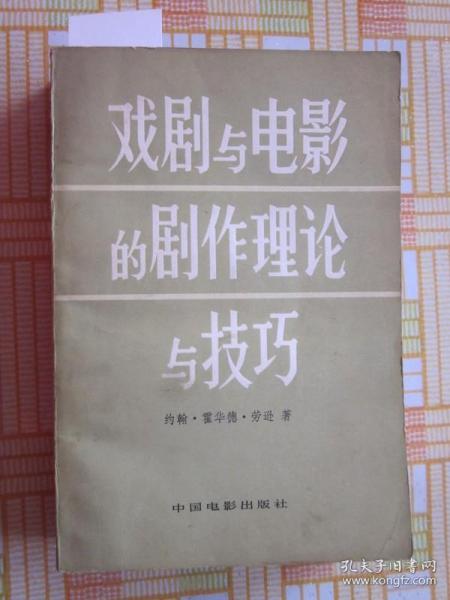 戏剧与电影
的剧作理论
与技巧
约翰·霍华德·劳逊 著
中国电影出版社
孔夫子旧书网
www.kongfz.com